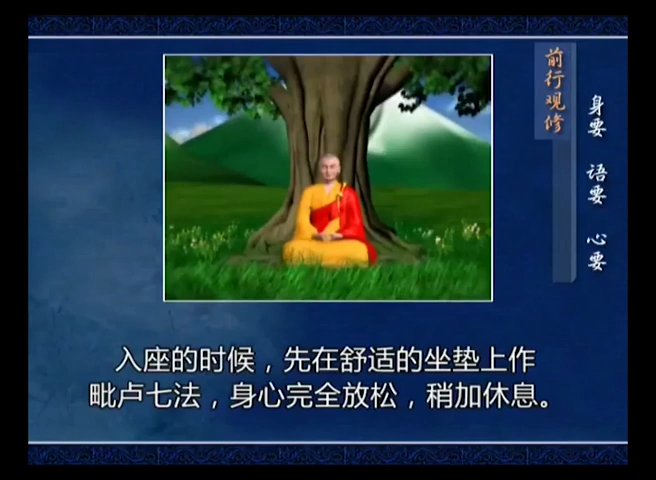 前行观修
身要 语要 心要
入座的时候，先在舒适的坐垫上作
毗卢七法，身心完全放松，稍加休息。